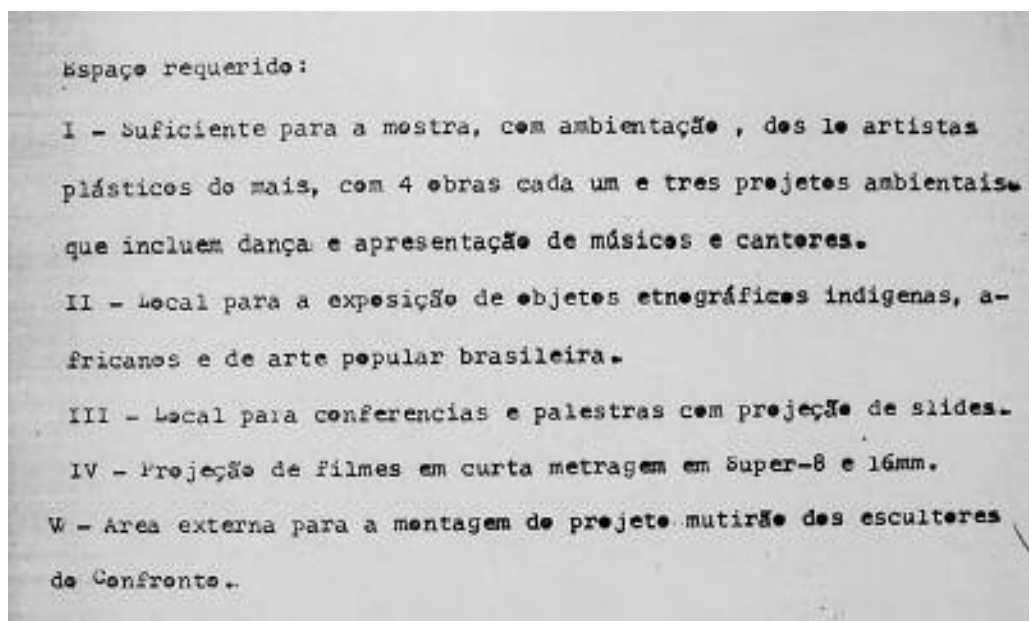 Espaço requerido:
I - Suficiente para a mostra, com ambientação , dos 1o artistas
plásticos do mais, com 4 obras cada um e tres projetos ambientais.
que incluem dança e apresentação de músicos e cantores.
II - Local para a exposição de objetos etnográficos indigenas, a-
fricanos e de arte popular brasileira.
III - Local para conferencias e palestras com projeção de slides.
IV - Projeção de filmes em curta metragem em Super-8 e 16mm.
V - Area externa para a montagem do projeto mutirão dos escultores
do Confronto.